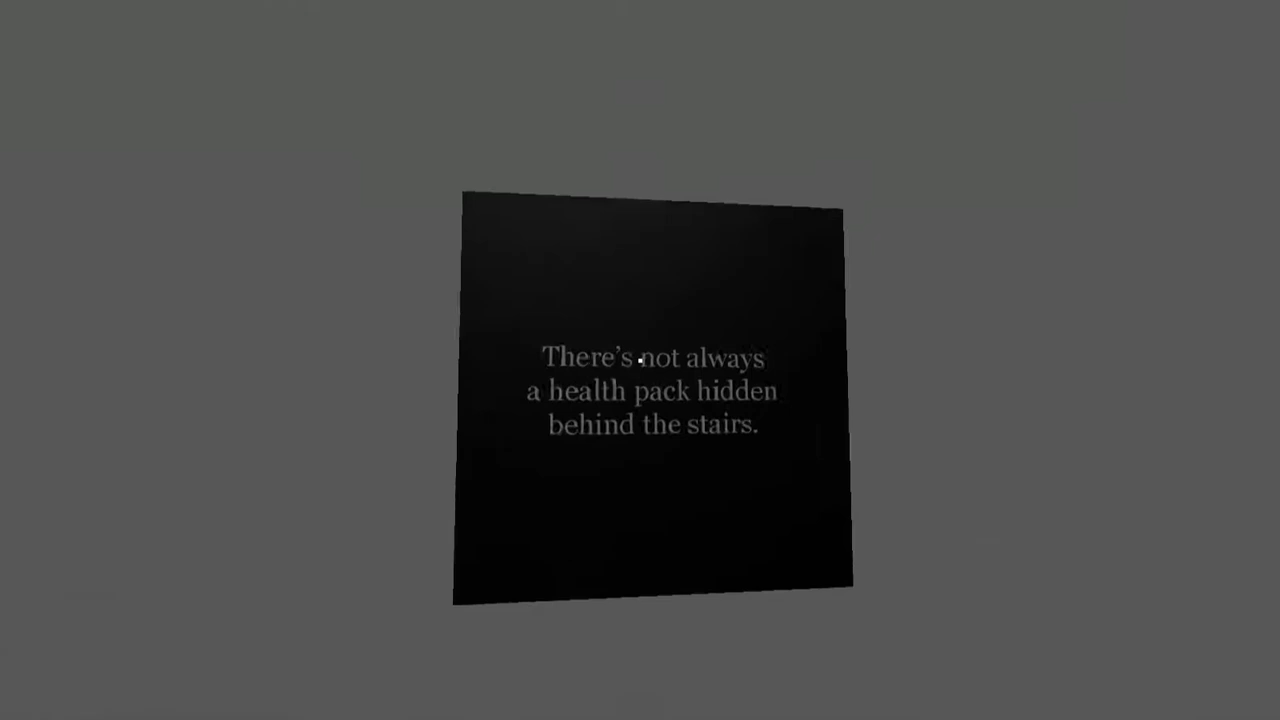 There’s not always
a health pack hidden
behind the stairs.